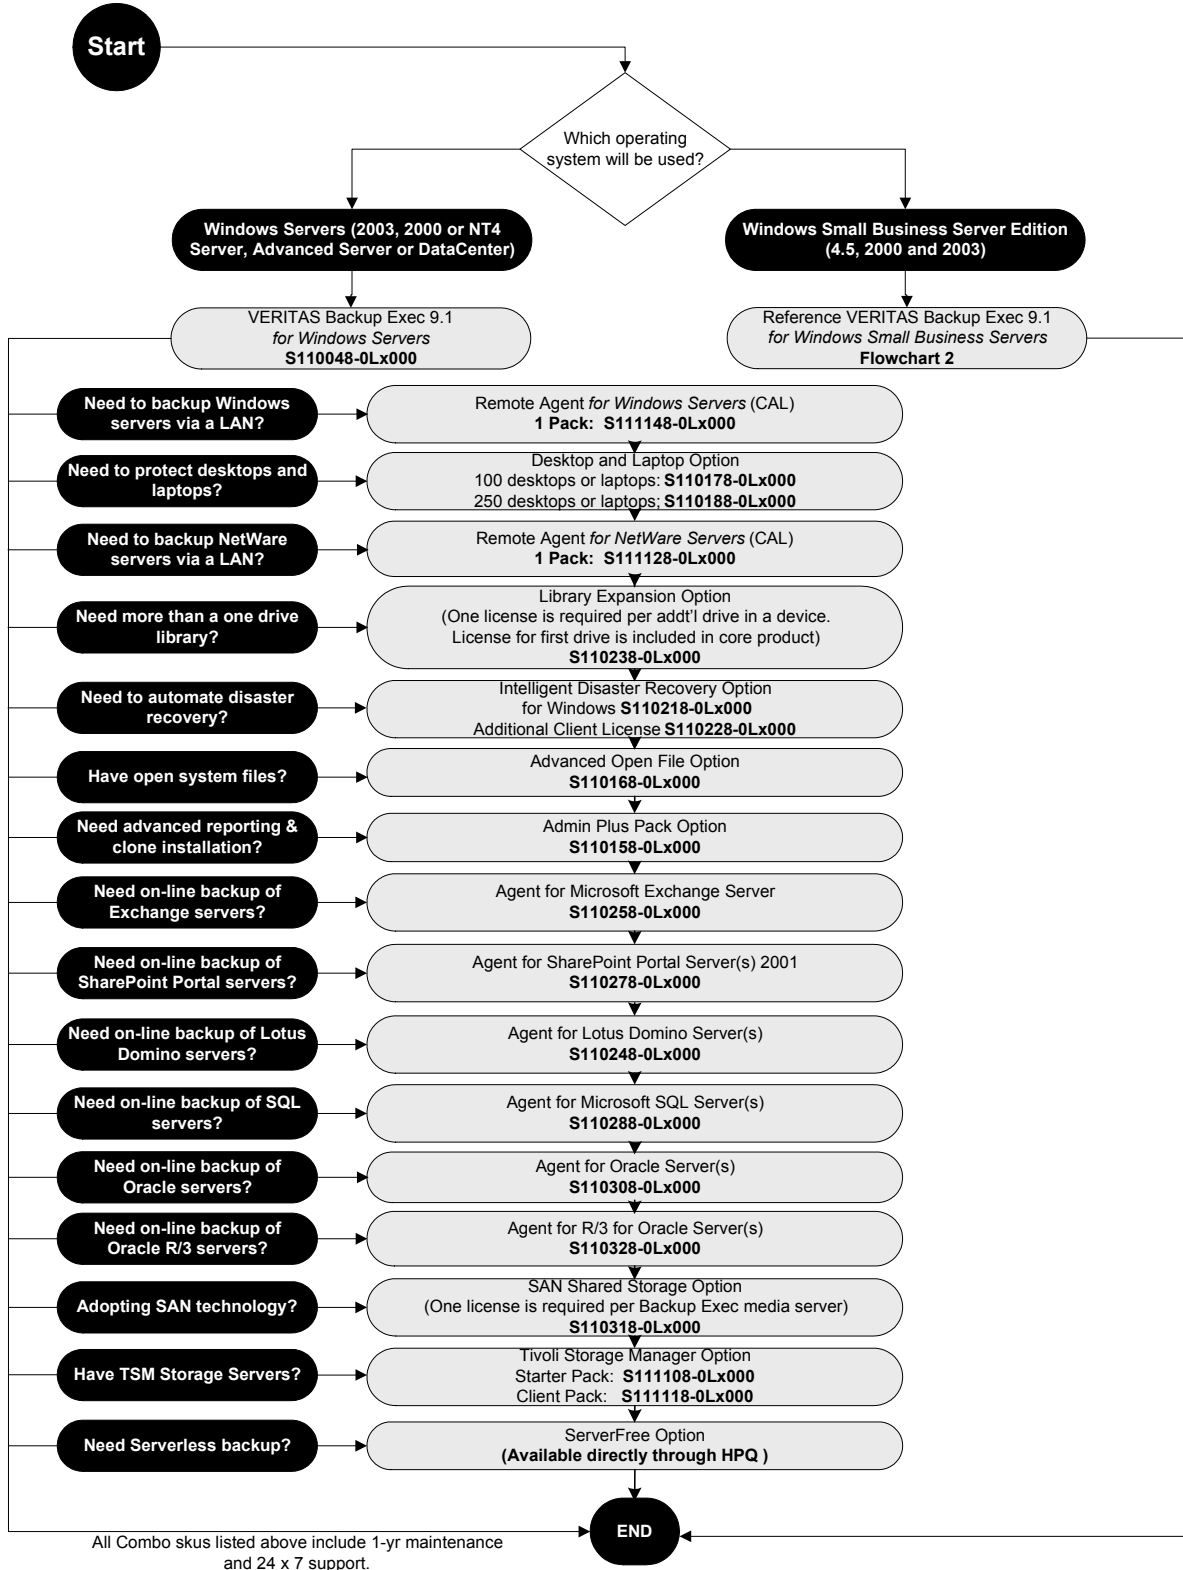 Start
Which operating
system will be used?
Windows Servers (2003, 2000 or NT4
Server, Advanced Server or DataCenter)
Windows Small Business Server Edition
(4.5, 2000 and 2003)
VERITAS Backup Exec 9.1
for Windows Servers
S110048-0Lx000
Reference VERITAS Backup Exec 9.1
for Windows Small Business Servers
Flowchart 2
Need to backup Windows
servers via a LAN?
Remote Agent for Windows Servers (CAL)
1 Pack: S111148-0Lx000
Need to protect desktops and
laptops?
Desktop and Laptop Option
100 desktops or laptops: S110178-0Lx000
250 desktops or laptops; S110188-0Lx000
Need to backup NetWare
servers via a LAN?
Remote Agent for NetWare Servers (CAL)
1 Pack: S111128-0Lx000
Need more than a one drive
library?
Library Expansion Option
(One license is required per addt'l drive in a device.
License for first drive is included in core product)
S110238-0Lx000
Need to automate disaster
recovery?
Intelligent Disaster Recovery Option
for Windows S110218-0Lx000
Additional Client License S110228-0Lx000
Have open system files?
Advanced Open File Option
S110168-0Lx000
Need advanced reporting &
clone installation?
Admin Plus Pack Option
S110158-0Lx000
Need on-line backup of
Exchange servers?
Agent for Microsoft Exchange Server
S110258-0Lx000
Need on-line backup of
SharePoint Portal servers?
Agent for SharePoint Portal Server(s) 2001
S110278-0Lx000
Need on-line backup of Lotus
Domino servers?
Agent for Lotus Domino Server(s)
S110248-0Lx000
Need on-line backup of SQL
servers?
Agent for Microsoft SQL Server(s)
S110288-0Lx000
Need on-line backup of
Oracle servers?
Agent for Oracle Server(s)
S110308-0Lx000
Need on-line backup of
Oracle R/3 servers?
Agent for R/3 for Oracle Server(s)
S110328-0Lx000
Adopting SAN technology?
SAN Shared Storage Option
(One license is required per Backup Exec media server)
S110318-0Lx000
Have TSM Storage Servers?
Tivoli Storage Manager Option
Starter Pack: S111108-0Lx000
Client Pack: S111118-0Lx000
Need Serverless backup?
ServerFree Option
(Available directly through HPQ )
END
All Combo skus listed above include 1-yr maintenance
and 24 x 7 support.